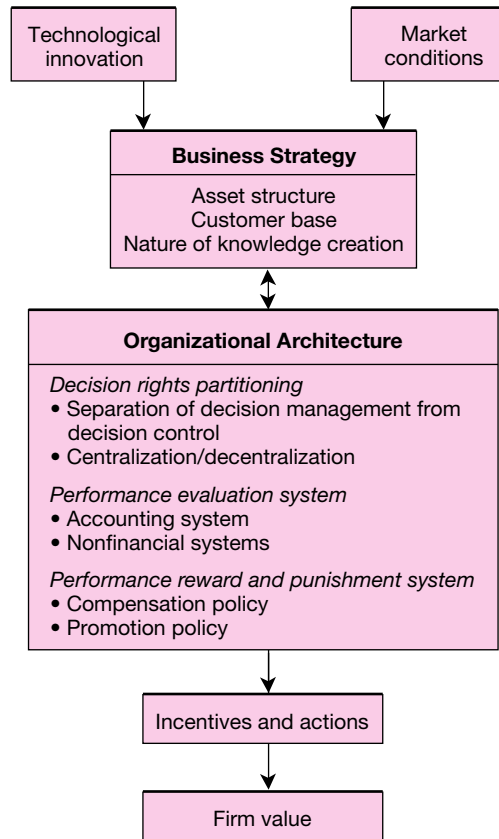 Technological
innovation
Market
conditions
Business Strategy
Asset structure
Customer base
Nature of knowledge creation
Organizational Architecture
Decision rights partitioning
• Separation of decision management from
decision control
• Centralization/decentralization
Performance evaluation system
• Accounting system
• Nonfinancial systems
Performance reward and punishment system
• Compensation policy
• Promotion policy
Incentives and actions
Firm value